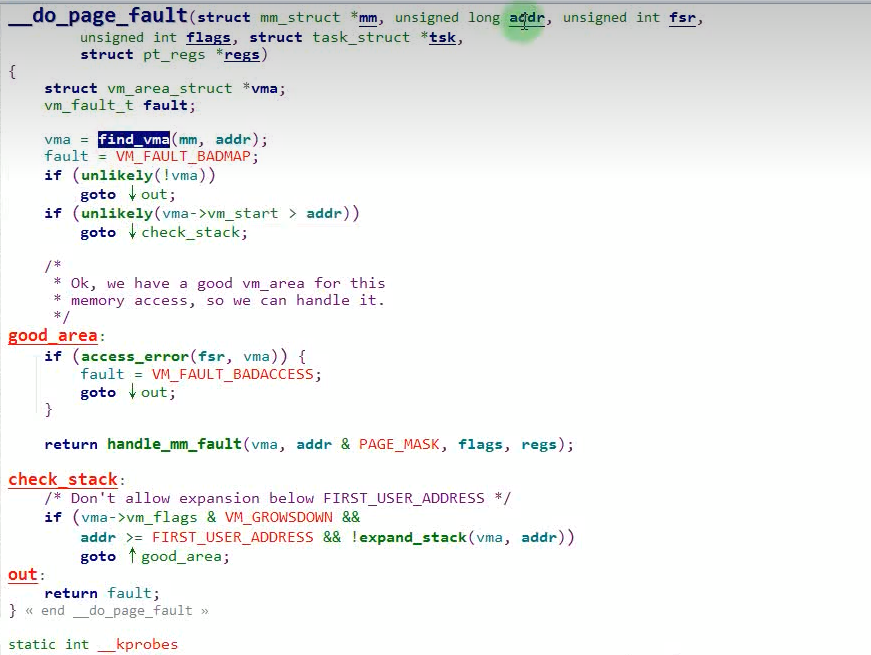 __do_page_fault(struct mm_struct *mm, unsigned long addr, unsigned int fsr,
unsigned int flags, struct task_struct *tsk,
struct pt_regs *regs)
{
struct vm_area_struct *vma;
vm_fault_t fault;
vma = find_vma(mm, addr);
fault = VM_FAULT_BADMAP;
if (unlikely(!vma))
goto ↓out;
if (unlikely(vma->vm_start > addr))
goto ↓check_stack;
/*
* Ok, we have a good vm_area for this
* memory access, so we can handle it.
*/
good_area:
if (access_error(fsr, vma)) {
fault = VM_FAULT_BADACCESS;
goto ↓out;
}
return handle_mm_fault(vma, addr & PAGE_MASK, flags, regs);
check_stack:
/* Don't allow expansion below FIRST_USER_ADDRESS */
if (vma->vm_flags & VM_GROWSDOWN &&
addr >= FIRST_USER_ADDRESS && !expand_stack(vma, addr))
goto ↑good_area;
out:
return fault;
} « end __do_page_fault »
static int __kprobes